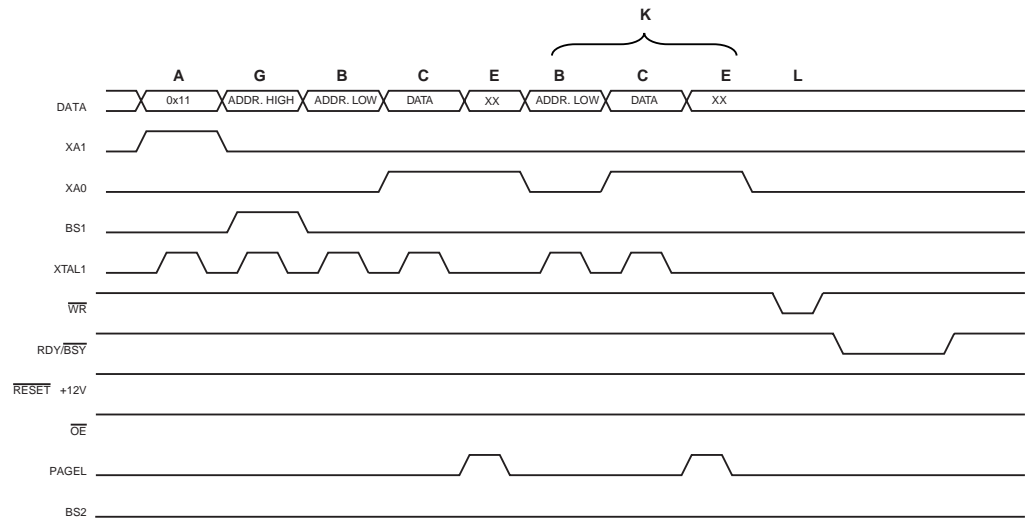 K
A G B C E B C E L
DATA 0x11 ADDR. HIGH ADDR. LOW DATA XX ADDR. LOW DATA XX
XA1
XA0
BS1
XTAL1
WR
RDY/BSY
RESET +12V
OE
PAGEL
BS2